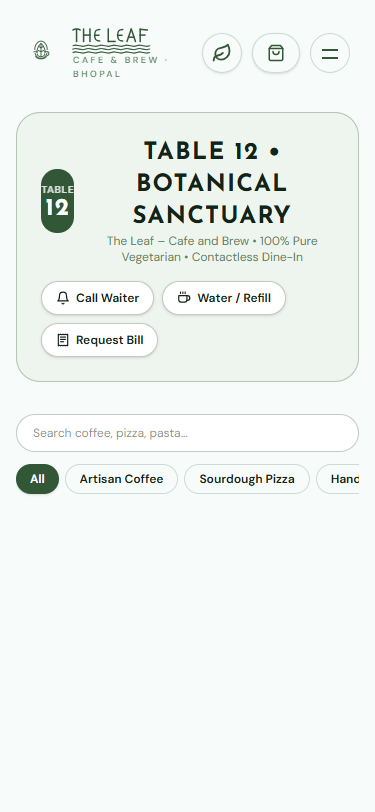 THE LEAF
CAFE & BREW ·
BHOPAL
TABLE
12
TABLE 12 •
BOTANICAL
SANCTUARY
The Leaf – Cafe and Brew • 100% Pure
Vegetarian • Contactless Dine-In
Call Waiter
Water / Refill
Request Bill
Search coffee, pizza, pasta...
All
Artisan Coffee
Sourdough Pizza
Hand